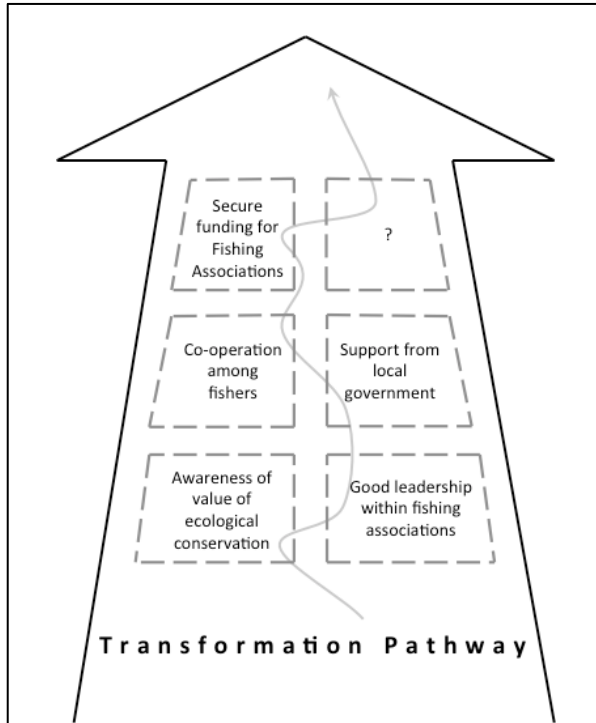 Secure
funding for
Fishing
Associations
?
Co-operation
among
fishers
Support from
local
government
Awareness of
value of
ecological
conservation
Good leadership
within fishing
associations
Transformation Pathway